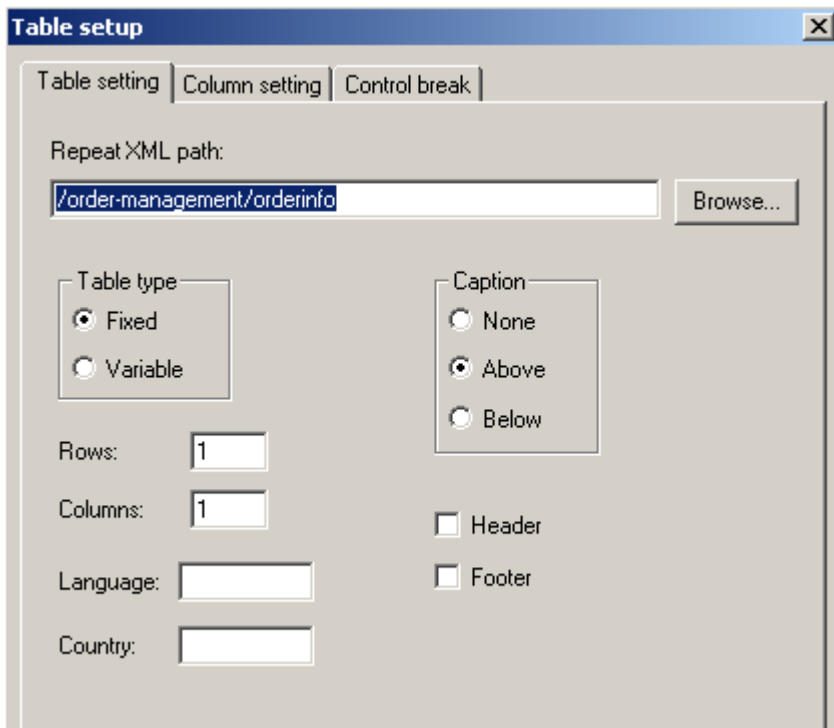 Table setup
Table setting Column setting Control break
Repeat XML path:
/order-management/orderinfo Browse...
Table type Caption
Fixed None
Variable Above
Below
Rows: 1
Columns: 1
Header
Language: Footer
Country: